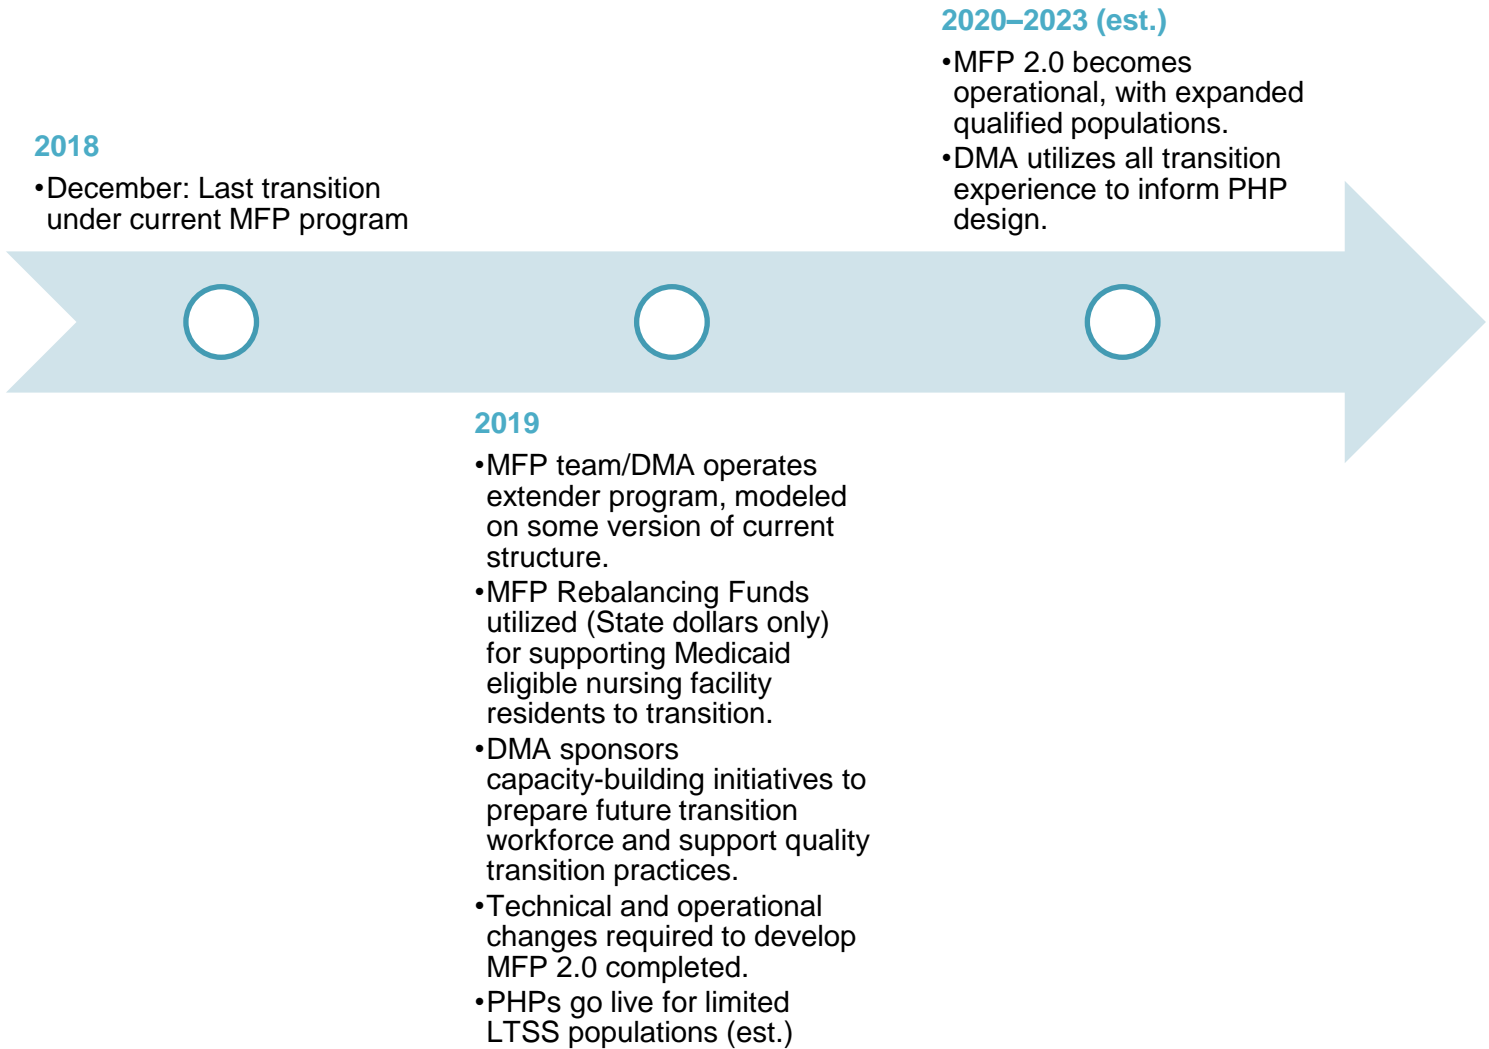 2018
•December: Last transition
under current MFP program
2019
•MFP team/DMA operates
extender program, modeled
on some version of current
structure.
•MFP Rebalancing Funds
utilized (State dollars only)
for supporting Medicaid
eligible nursing facility
residents to transition.
•DMA sponsors
capacity-building initiatives to
prepare future transition
workforce and support quality
transition practices.
•Technical and operational
changes required to develop
MFP 2.0 completed.
•PHPs go live for limited
LTSS populations (est.)
2020–2023 (est.)
•MFP 2.0 becomes
operational, with expanded
qualified populations.
•DMA utilizes all transition
experience to inform PHP
design.